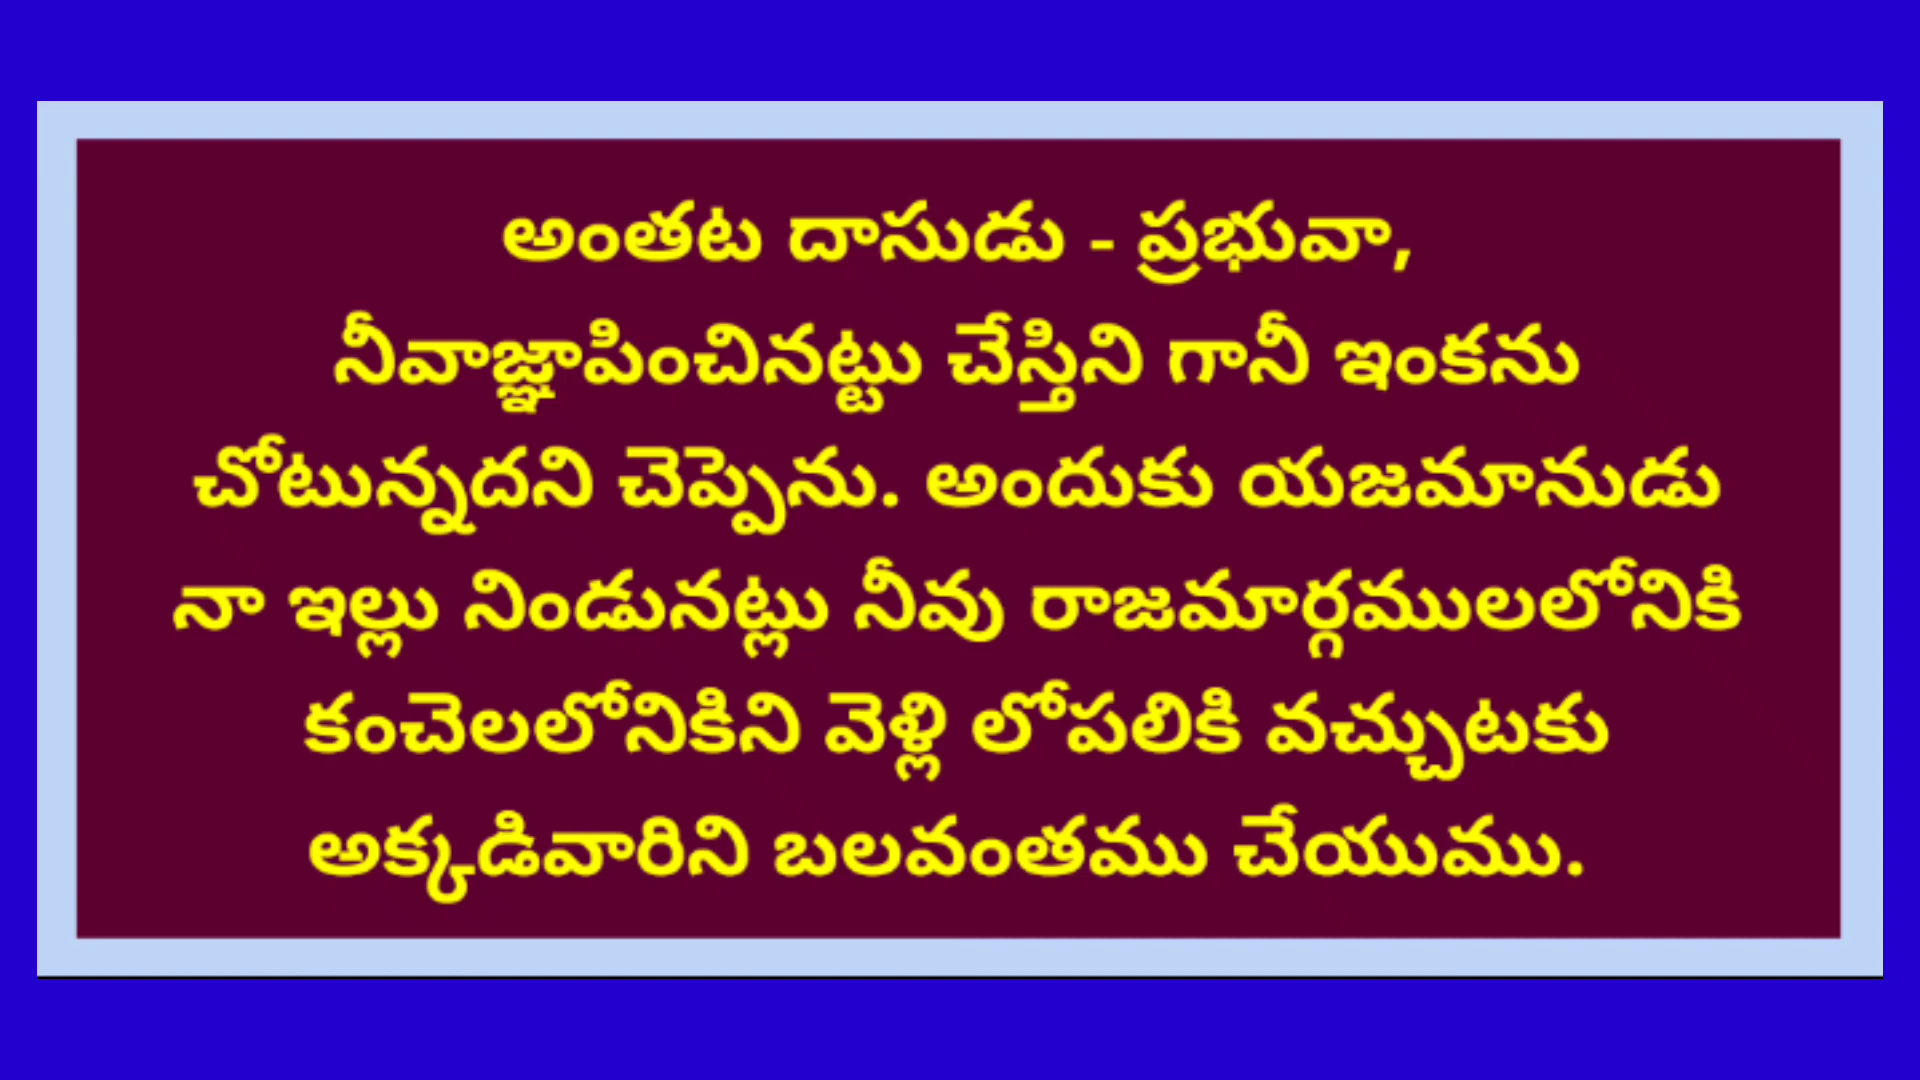 అంతట దాసుడు - ప్రభువా,
నీవాజ్ఞాపించినట్టు చేస్తిని గానీ ఇంకను
చోటున్నదని చెప్పెను. అందుకు యజమానుడు
నా ఇల్లు నిండునట్లు నీవు రాజమార్గములలోనికి
కంచెలలోనికిని వెళ్లి లోపలికి వచ్చుటకు
అక్కడివారిని బలవంతము చేయుము.